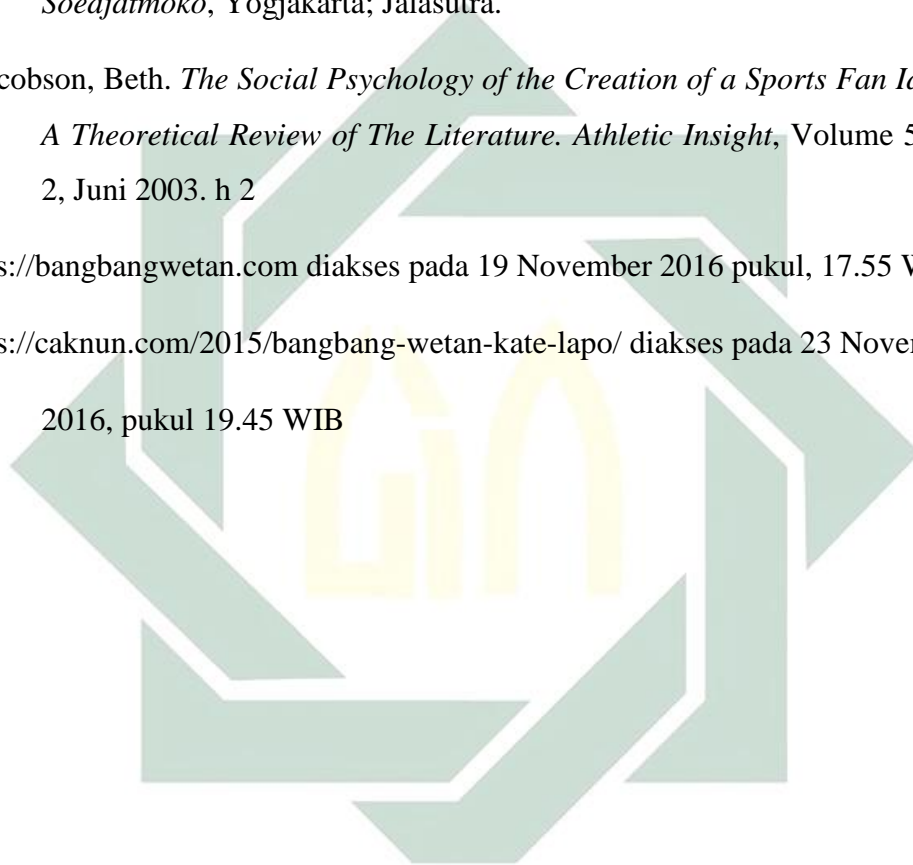 Soedjatmoko, Yogjakarta; Jalasutra.
cobson, Beth. The Social Psychology of the Creation of a Sports Fan Id
A Theoretical Review of The Literature. Athletic Insight, Volume 5
2, Juni 2003. h 2
s://bangbangwetan.com diakses pada 19 November 2016 pukul, 17.55 W
s://caknun.com/2015/bangbang-wetan-kate-lapo/ diakses pada 23 Nover
2016, pukul 19.45 WIB